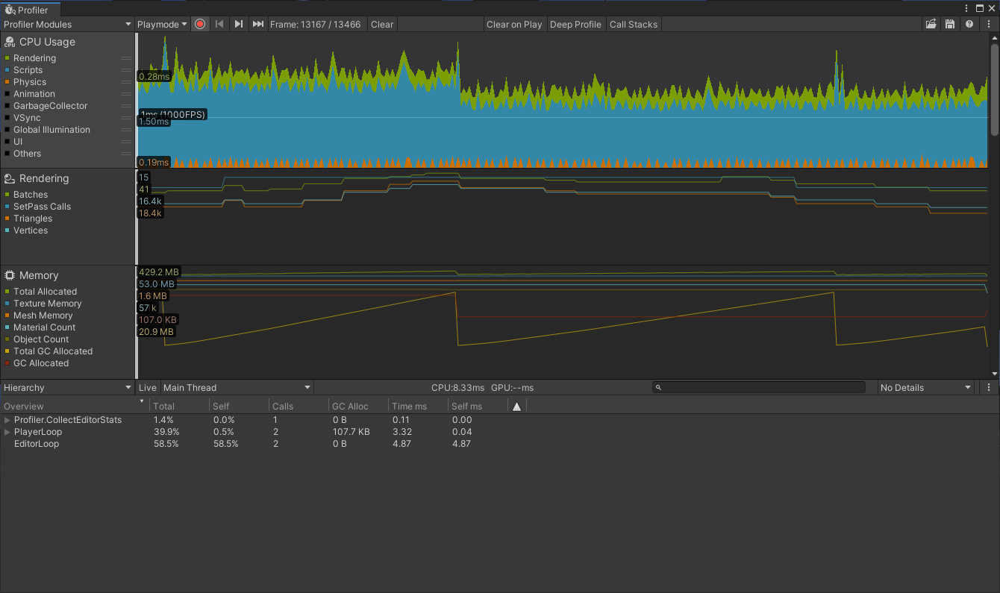 Profiler
Profiler Modules Playmode Frame: 13167 / 13466 Clear Clear on Play Deep Profile Call Stacks
CPU Usage
Rendering
Scripts
Physics
Animation
GarbageCollector
VSync
Global Illumination
UI
Others
0.28ms
1ms (1000FPS)
1.50ms
0.19ms
Rendering
Batches
SetPass Calls
Triangles
Vertices
15
41
16.4k
18.4k
Memory
Total Allocated
Texture Memory
Mesh Memory
Material Count
Object Count
Total GC Allocated
GC Allocated
429.2 MB
53.0 MB
1.6 MB
57 k
107.0 KB
20.9 MB
Hierarchy Live Main Thread CPU:8.33ms GPU:--ms No Details
Overview Total Self Calls GC Alloc Time ms Self ms
Profiler.CollectEditorStats 1.4% 0.0% 1 0 B 0.11 0.00
PlayerLoop 39.9% 0.5% 2 107.7 KB 3.32 0.04
EditorLoop 58.5% 58.5% 2 0 B 4.87 4.87